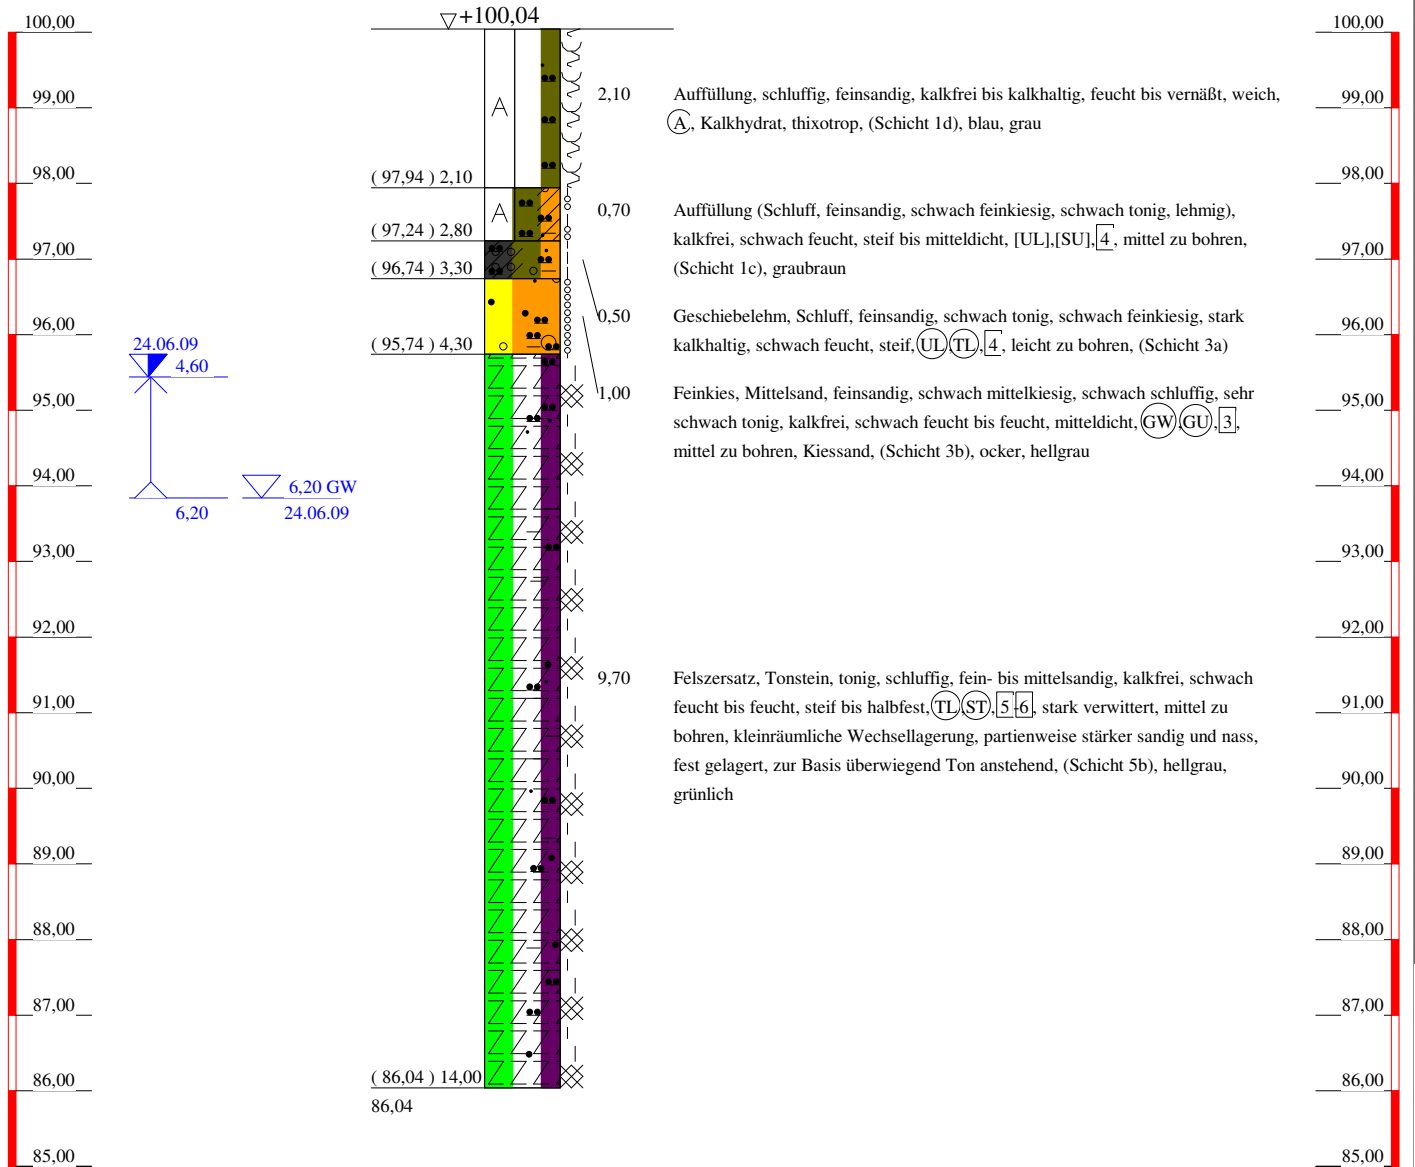 +100,04
100,00
99,00
98,00
97,00
96,00
95,00
94,00
93,00
92,00
91,00
90,00
89,00
88,00
87,00
86,00
85,00
24.06.09
4,60
6,20
6,20 GW
24.06.09
A
( 97,94 ) 2,10
A
( 97,24 ) 2,80
( 96,74 ) 3,30
( 95,74 ) 4,30
( 86,04 ) 14,00
86,04
2,10
Auffüllung, schluffig, feinsandig, kalkfrei bis kalkhaltig, feucht bis vernäßt, weich,
A, Kalkhydrat, thixotrop, (Schicht 1d), blau, grau
0,70
Auffüllung (Schluff, feinsandig, schwach feinkiesig, schwach tonig, lehmig),
kalkfrei, schwach feucht, steif bis mitteldicht, [UL],[SU],4, mittel zu bohren,
(Schicht 1c), graubraun
0,50
Geschiebelehm, Schluff, feinsandig, schwach tonig, schwach feinkiesig, stark
kalkhaltig, schwach feucht, steif,UL,TL,4, leicht zu bohren, (Schicht 3a)
1,00
Feinkies, Mittelsand, feinsandig, schwach mittelkiesig, schwach schluffig, sehr
schwach tonig, kalkfrei, schwach feucht bis feucht, mitteldicht,GW,GU,3,
mittel zu bohren, Kiessand, (Schicht 3b), ocker, hellgrau
9,70
Felszersatz, Tonstein, tonig, schluffig, fein- bis mittelsandig, kalkfrei, schwach
feucht bis feucht, steif bis halbfest,TL,ST,5-6, stark verwittert, mittel zu
bohren, kleinräumliche Wechsellagerung, partienweise stärker sandig und nass,
fest gelagert, zur Basis überwiegend Ton anstehend, (Schicht 5b), hellgrau,
grünlich
100,00
99,00
98,00
97,00
96,00
95,00
94,00
93,00
92,00
91,00
90,00
89,00
88,00
87,00
86,00
85,00